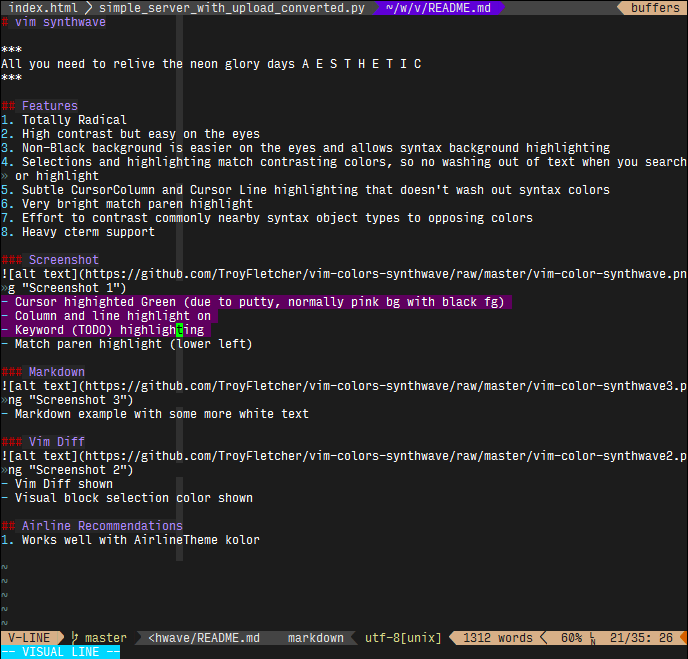 index.html simple_server_with_upload_converted.py ~/w/v/README.md buffers
# vim synthwave
***
All you need to relive the neon glory days A E S T H E T I C
***
## Features
1. Totally Radical
2. High contrast but easy on the eyes
3. Non-Black background is easier on the eyes and allows syntax background highlighting
4. Selections and highlighting match contrasting colors, so no washing out of text when you search
» or highlight
5. Subtle CursorColumn and Cursor Line highlighting that doesn't wash out syntax colors
6. Very bright match paren highlight
7. Effort to contrast commonly nearby syntax object types to opposing colors
8. Heavy cterm support
### Screenshot
![alt text](https://github.com/TroyFletcher/vim-colors-synthwave/raw/master/vim-color-synthwave.pn
»g "Screenshot 1")
- Cursor highighted Green (due to putty, normally pink bg with black fg)
- Column and line highlight on
- Keyword (TODO) highlighting
- Match paren highlight (lower left)
### Markdown
![alt text](https://github.com/TroyFletcher/vim-colors-synthwave/raw/master/vim-color-synthwave3.p
»ng "Screenshot 3")
- Markdown example with some more white text
### Vim Diff
![alt text](https://github.com/TroyFletcher/vim-colors-synthwave/raw/master/vim-color-synthwave2.p
»ng "Screenshot 2")
- Vim Diff shown
- Visual block selection color shown
## Airline Recommendations
1. Works well with AirlineTheme kolor
~
~
~
~
~
V-LINE master <hwave/README.md markdown utf-8[unix] 1312 words 60% LN 21/35: 26
-- VISUAL LINE --